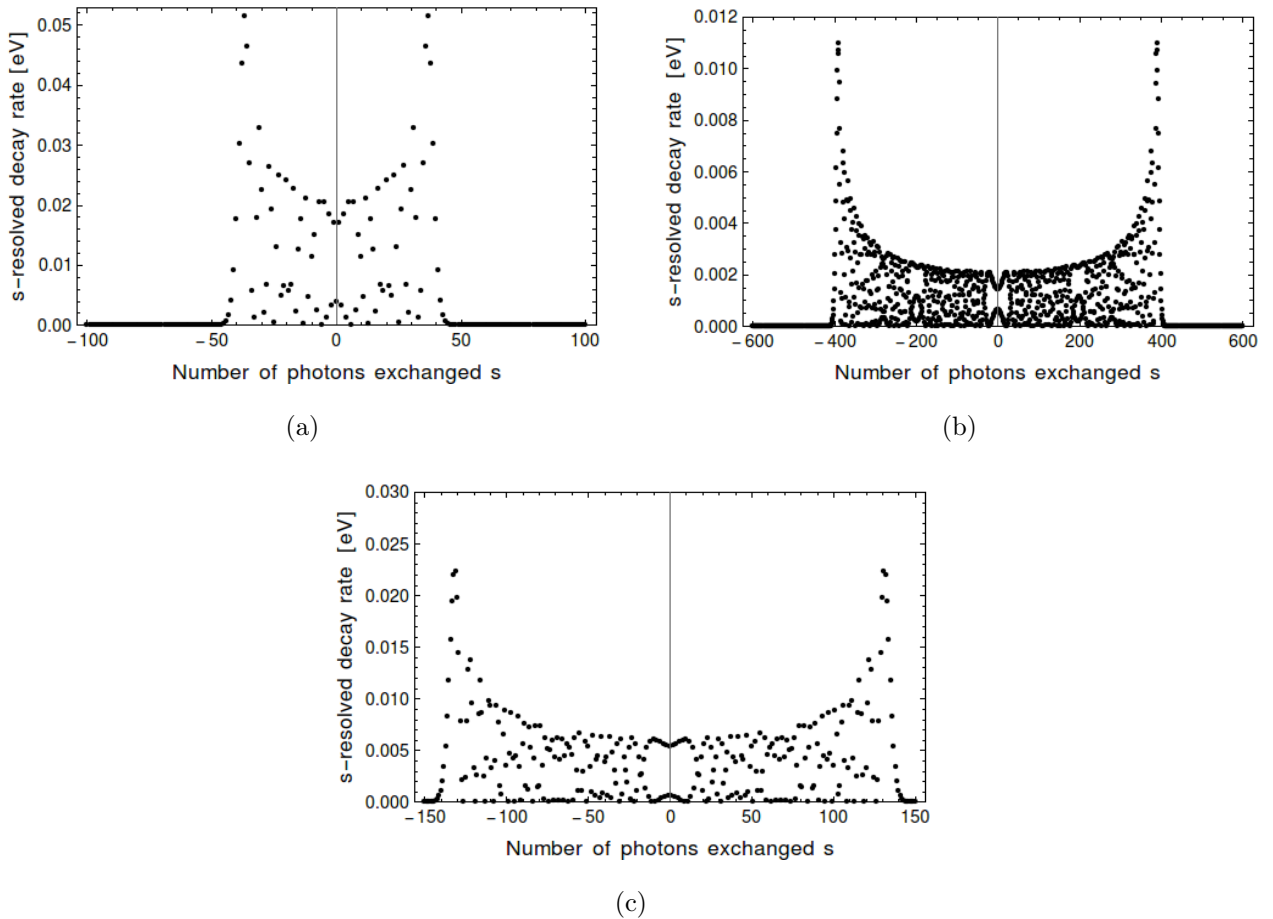 s-resolved decay rate [eV]
0.05
0.04
0.03
0.02
0.01
0.00
-100 -50 0 50 100
Number of photons exchanged s
(a)
s-resolved decay rate [eV]
0.012
0.010
0.008
0.006
0.004
0.002
0.000
-600 -400 -200 0 200 400 600
Number of photons exchanged s
(b)
s-resolved decay rate [eV]
0.030
0.025
0.020
0.015
0.010
0.005
0.000
-150 -100 -50 0 50 100 150
Number of photons exchanged s
(c)